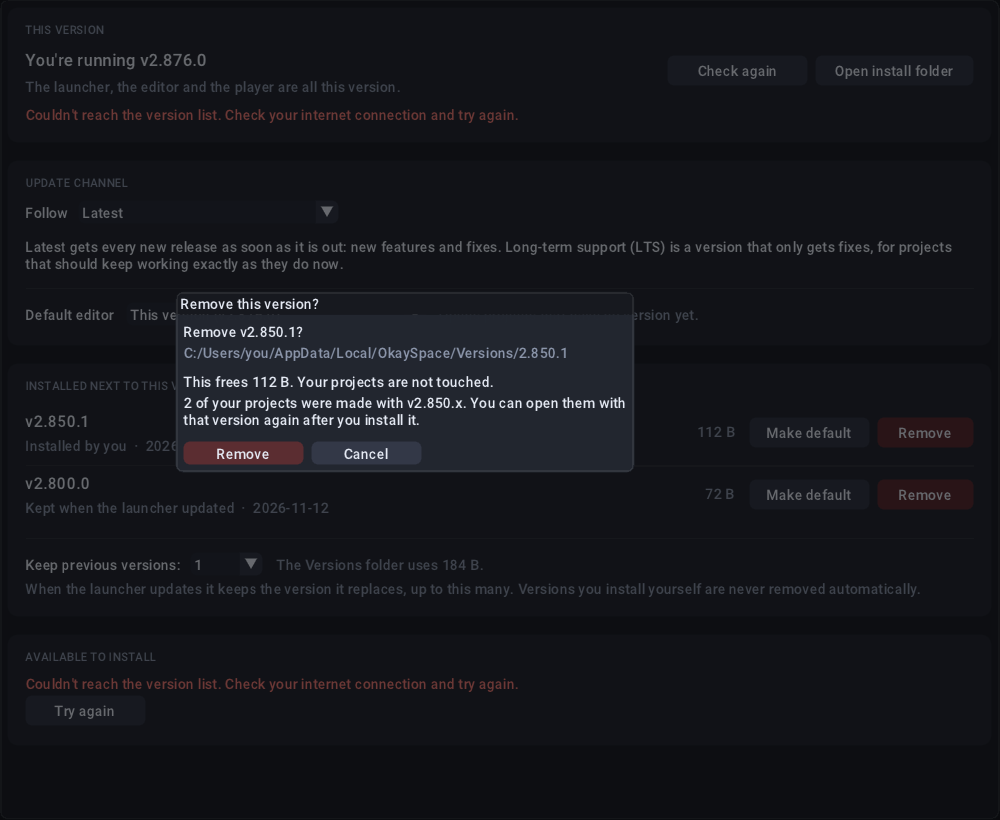 THIS VERSION
You're running v2.876.0
Check again
Open install folder
The launcher, the editor and the player are all this version.
Couldn't reach the version list. Check your internet connection and try again.
UPDATE CHANNEL
Follow Latest
Latest gets every new release as soon as it is out: new features and fixes. Long-term support (LTS) is a version that only gets fixes, for projects
that should keep working exactly as they do now.
Default editor This ve
ersion yet.
Remove this version?
Remove v2.850.1?
C:/Users/you/AppData/Local/OkaySpace/Versions/2.850.1
This frees 112 B. Your projects are not touched.
2 of your projects were made with v2.850.x. You can open them with
that version again after you install it.
Remove
Cancel
INSTALLED NEXT TO THIS V
v2.850.1
Installed by you · 2026
112 B
Make default
Remove
v2.800.0
Kept when the launcher updated · 2026-11-12
72 B
Make default
Remove
Keep previous versions: 1
The Versions folder uses 184 B.
When the launcher updates it keeps the version it replaces, up to this many. Versions you install yourself are never removed automatically.
AVAILABLE TO INSTALL
Couldn't reach the version list. Check your internet connection and try again.
Try again